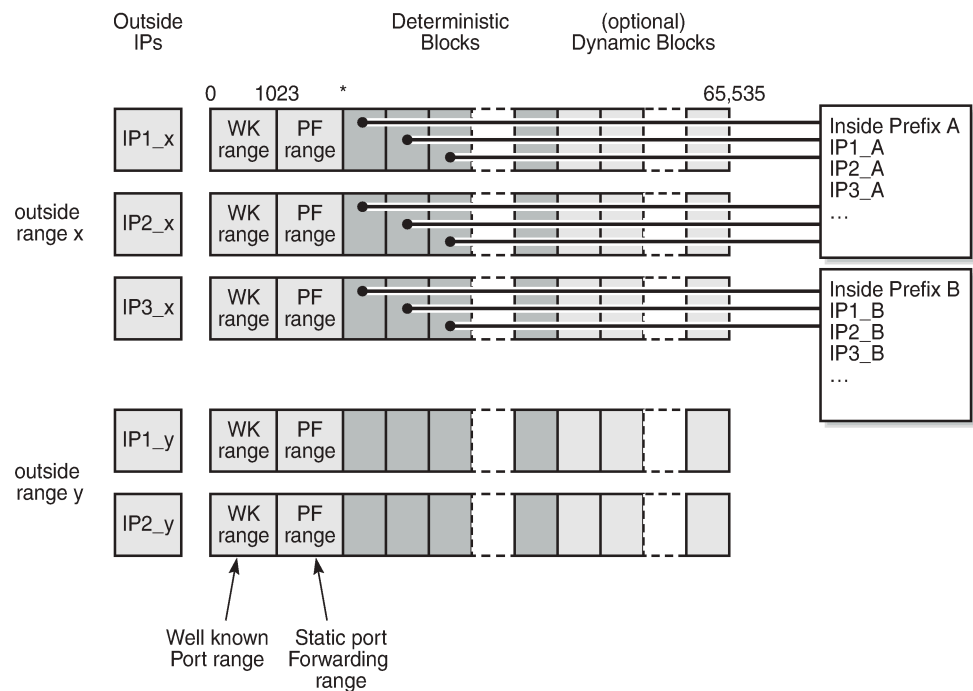 Outside
IPs
Deterministic
Blocks
(optional)
Dynamic Blocks
0
1023
*
65,535
outside
range x
IP1_x
WK
range
PF
range
IP2_x
WK
range
PF
range
IP3_x
WK
range
PF
range
Inside Prefix A
IP1_A
IP2_A
IP3_A
...
Inside Prefix B
IP1_B
IP2_B
IP3_B
...
outside
range y
IP1_y
WK
range
PF
range
IP2_y
WK
range
PF
range
Well known
Port range
Static port
Forwarding
range